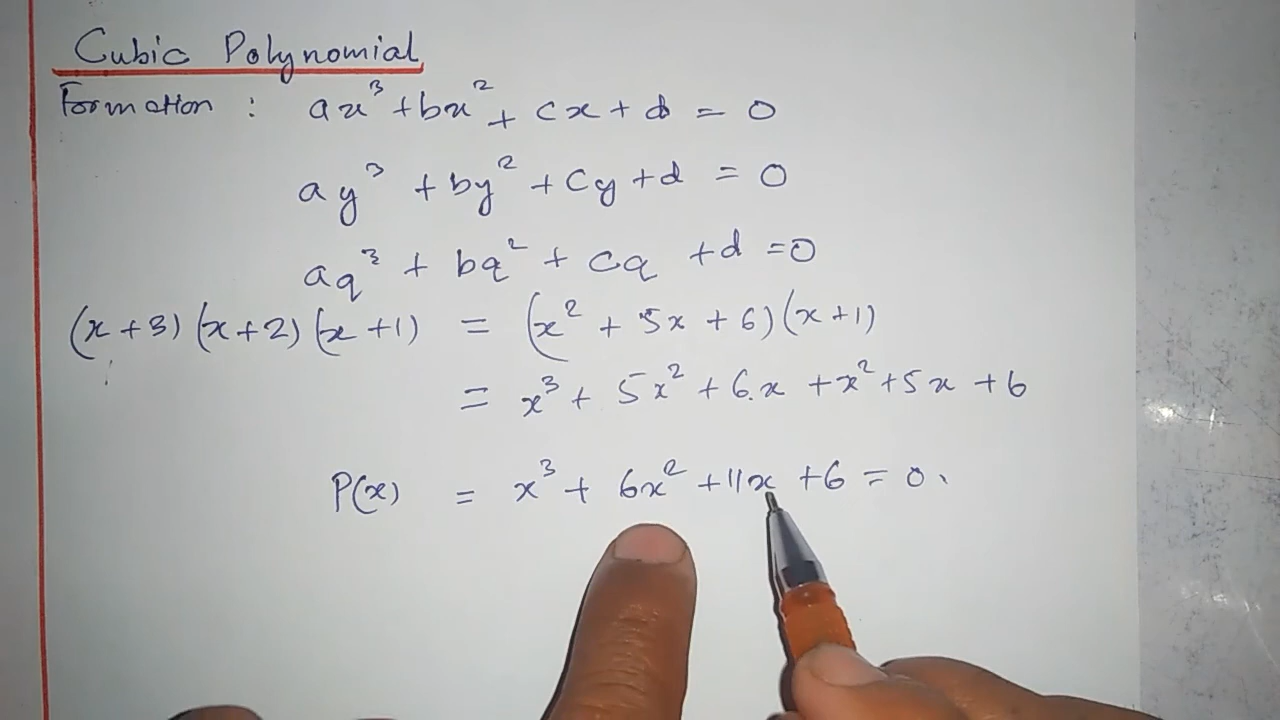 Cubic Polynomial
Formation : ax³ + bx² + cx + d = 0
ay³ + by² + cy + d = 0
aq³ + bq² + cq + d = 0
(x+3)(x+2)(x+1) = (x² + 5x + 6)(x+1)
= x³ + 5x² + 6.x + x² + 5x + 6
P(x) = x³ + 6x² + 11x + 6 = 0.